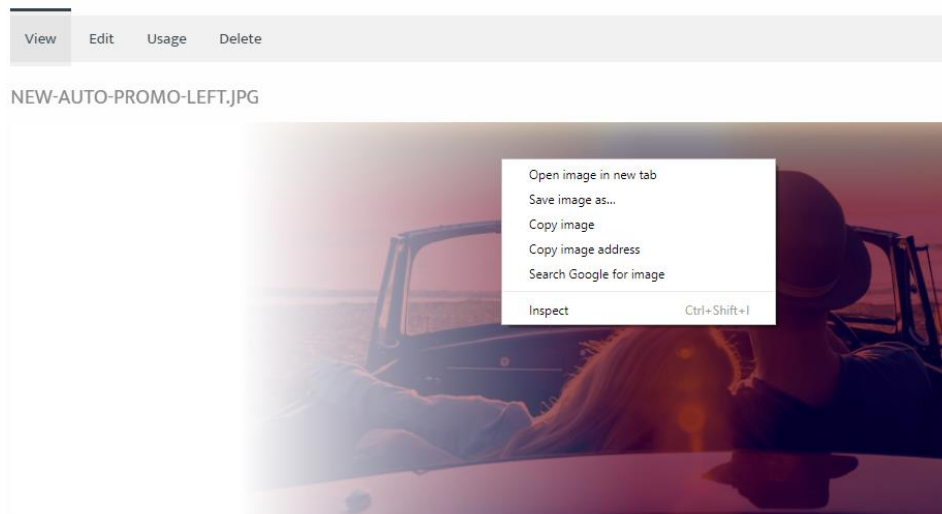 View Edit Usage Delete
NEW-AUTO-PROMO-LEFT.JPG
Open image in new tab
Save image as...
Copy image
Copy image address
Search Google for image
Inspect Ctrl+Shift+I